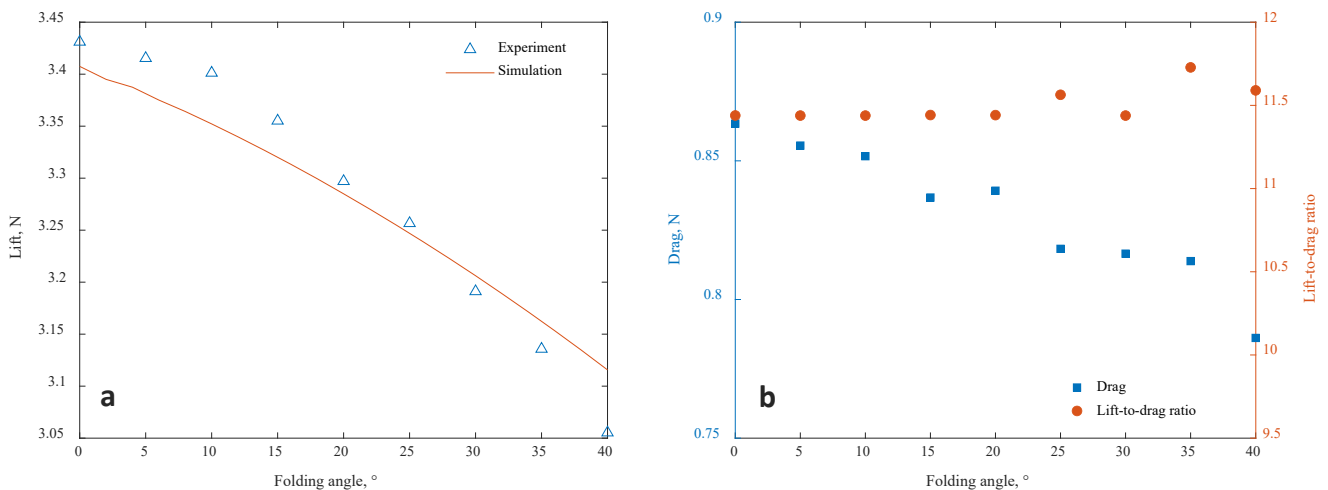 3.45
3.4
3.35
3.3
3.25
3.2
3.15
3.1
3.05
Lift, N
0 5 10 15 20 25 30 35 40
Folding angle, °
Experiment
Simulation
a
0.9
0.85
0.8
0.75
Drag, N
12
11.5
11
10.5
10
9.5
Lift-to-drag ratio
0 5 10 15 20 25 30 35 40
Folding angle, °
Drag
Lift-to-drag ratio
b